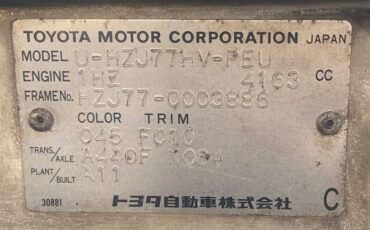 TOYOTA MOTOR CORPORATION JAPAN
MODEL U-HZJ77HV-PEU
ENGINE 1HZ 4163 CC
FRAME No. HZJ77-0003886
COLOR TRIM
045 FC10
TRANS./AXLE A440F
PLANT/BUILT A11
30881 トヨタ自動車株式会社 C